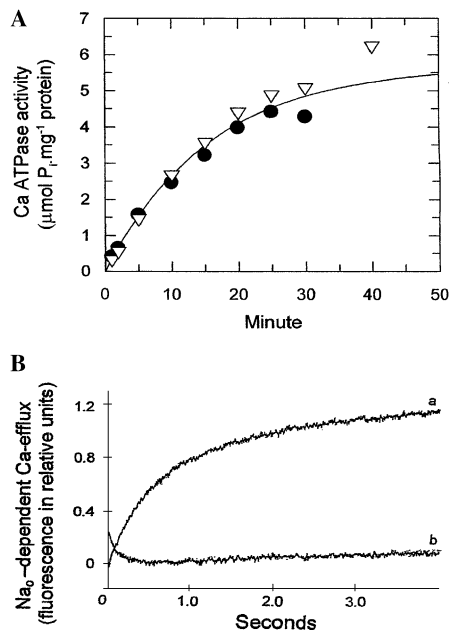 A
Ca ATPase activity
(μmol Pi.mg-1 protein)
7
6
5
4
3
2
1
0
0 10 20 30 40 50
Minute
B
Nao–dependent Ca-efflux
(fluorescence in relative units)
1.2
0.8
0.4
0
a
b
0 1.0 2.0 3.0
Seconds